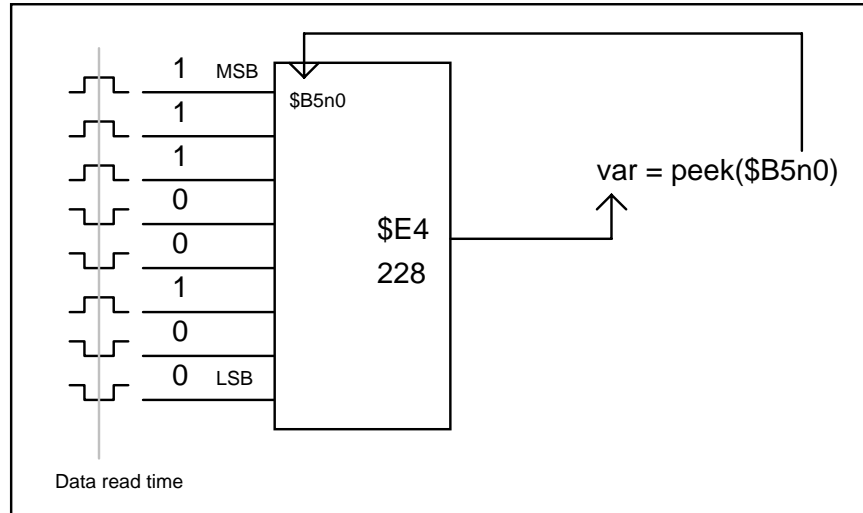 1 MSB
$B5n0
1
1
var = peek($B5n0)
0
$E4
0
228
1
0
0 LSB
Data read time